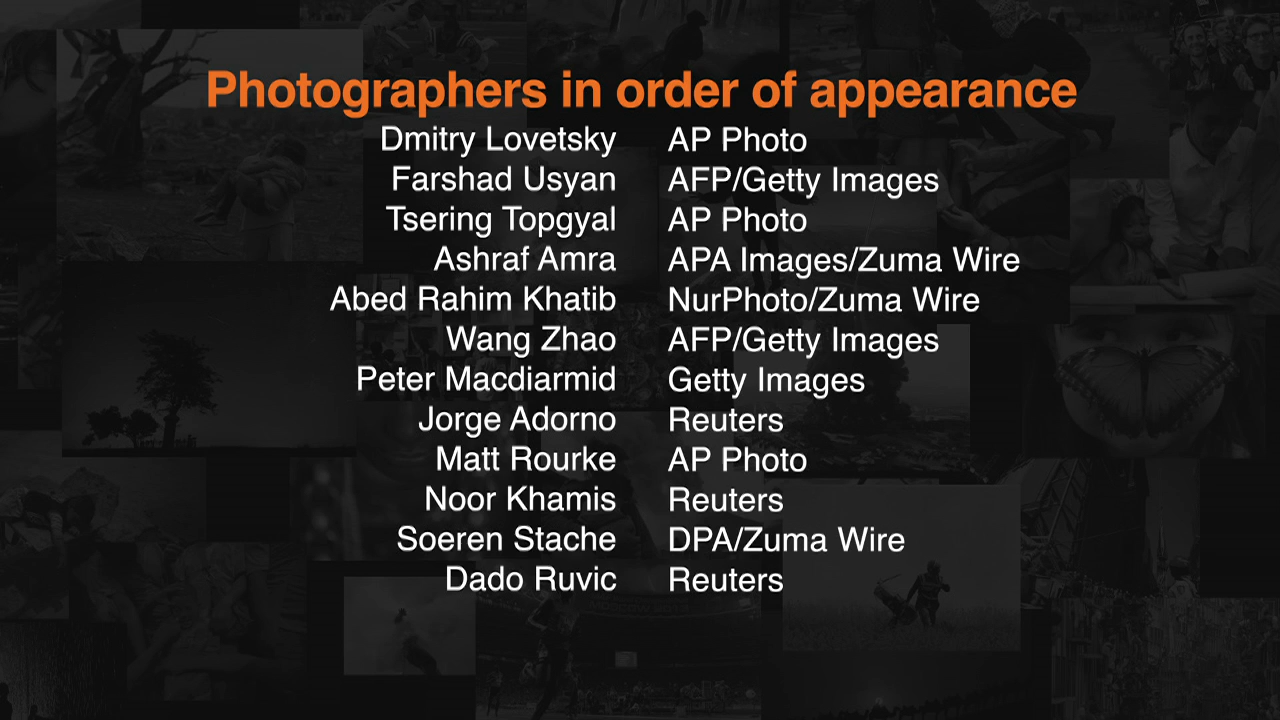 Photographers in order of appearance
Dmitry Lovetsky AP Photo
Farshad Usyan AFP/Getty Images
Tsering Topgyal AP Photo
Ashraf Amra APA Images/Zuma Wire
Abed Rahim Khatib NurPhoto/Zuma Wire
Wang Zhao AFP/Getty Images
Peter Macdiarmid Getty Images
Jorge Adorno Reuters
Matt Rourke AP Photo
Noor Khamis Reuters
Soeren Stache DPA/Zuma Wire
Dado Ruvic Reuters